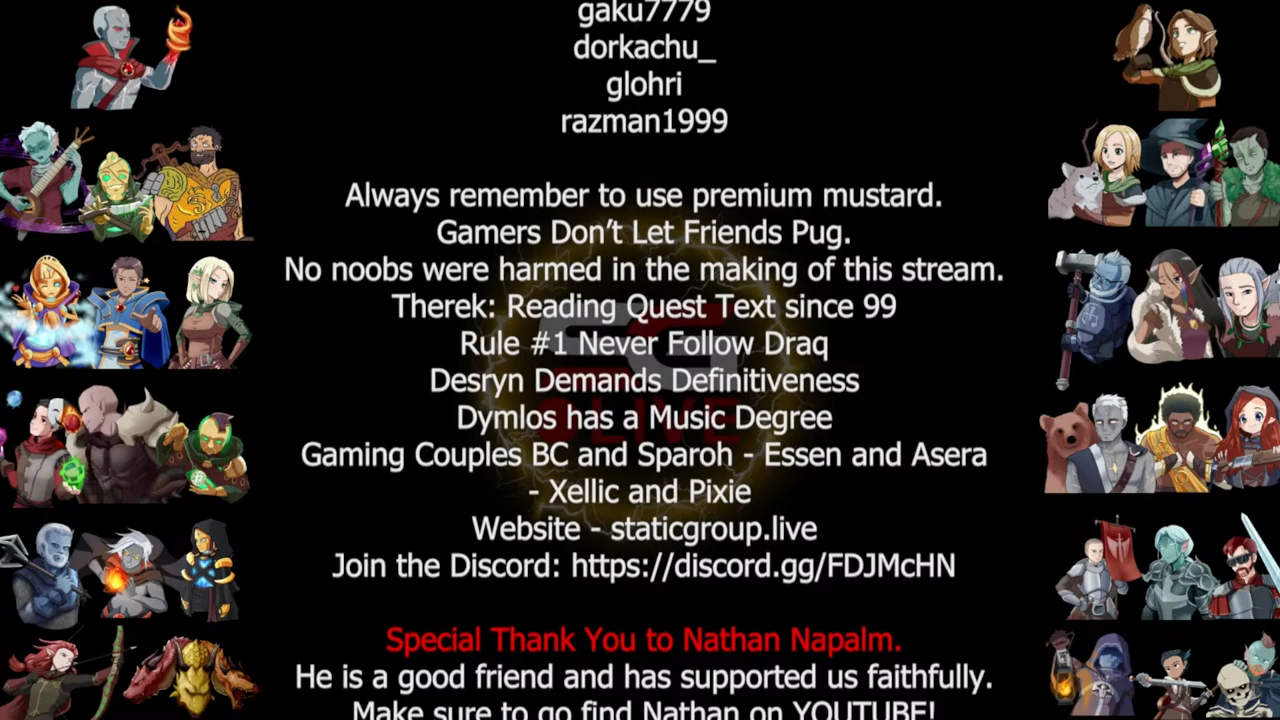 gaku7779
dorkachu_
glohri
razman1999
Always remember to use premium mustard.
Gamers Don't Let Friends Pug.
No noobs were harmed in the making of this stream.
Therek: Reading Quest Text since 99
Rule #1 Never Follow Draq
Desryn Demands Definitiveness
Dymlos has a Music Degree
Gaming Couples BC and Sparoh - Essen and Asera
- Xellic and Pixie
Website - staticgroup.live
Join the Discord: https://discord.gg/FDJMcHN
Special Thank You to Nathan Napalm.
He is a good friend and has supported us faithfully.
Make sure to go find Nathan on YOUTUBE!
SG
LIVE